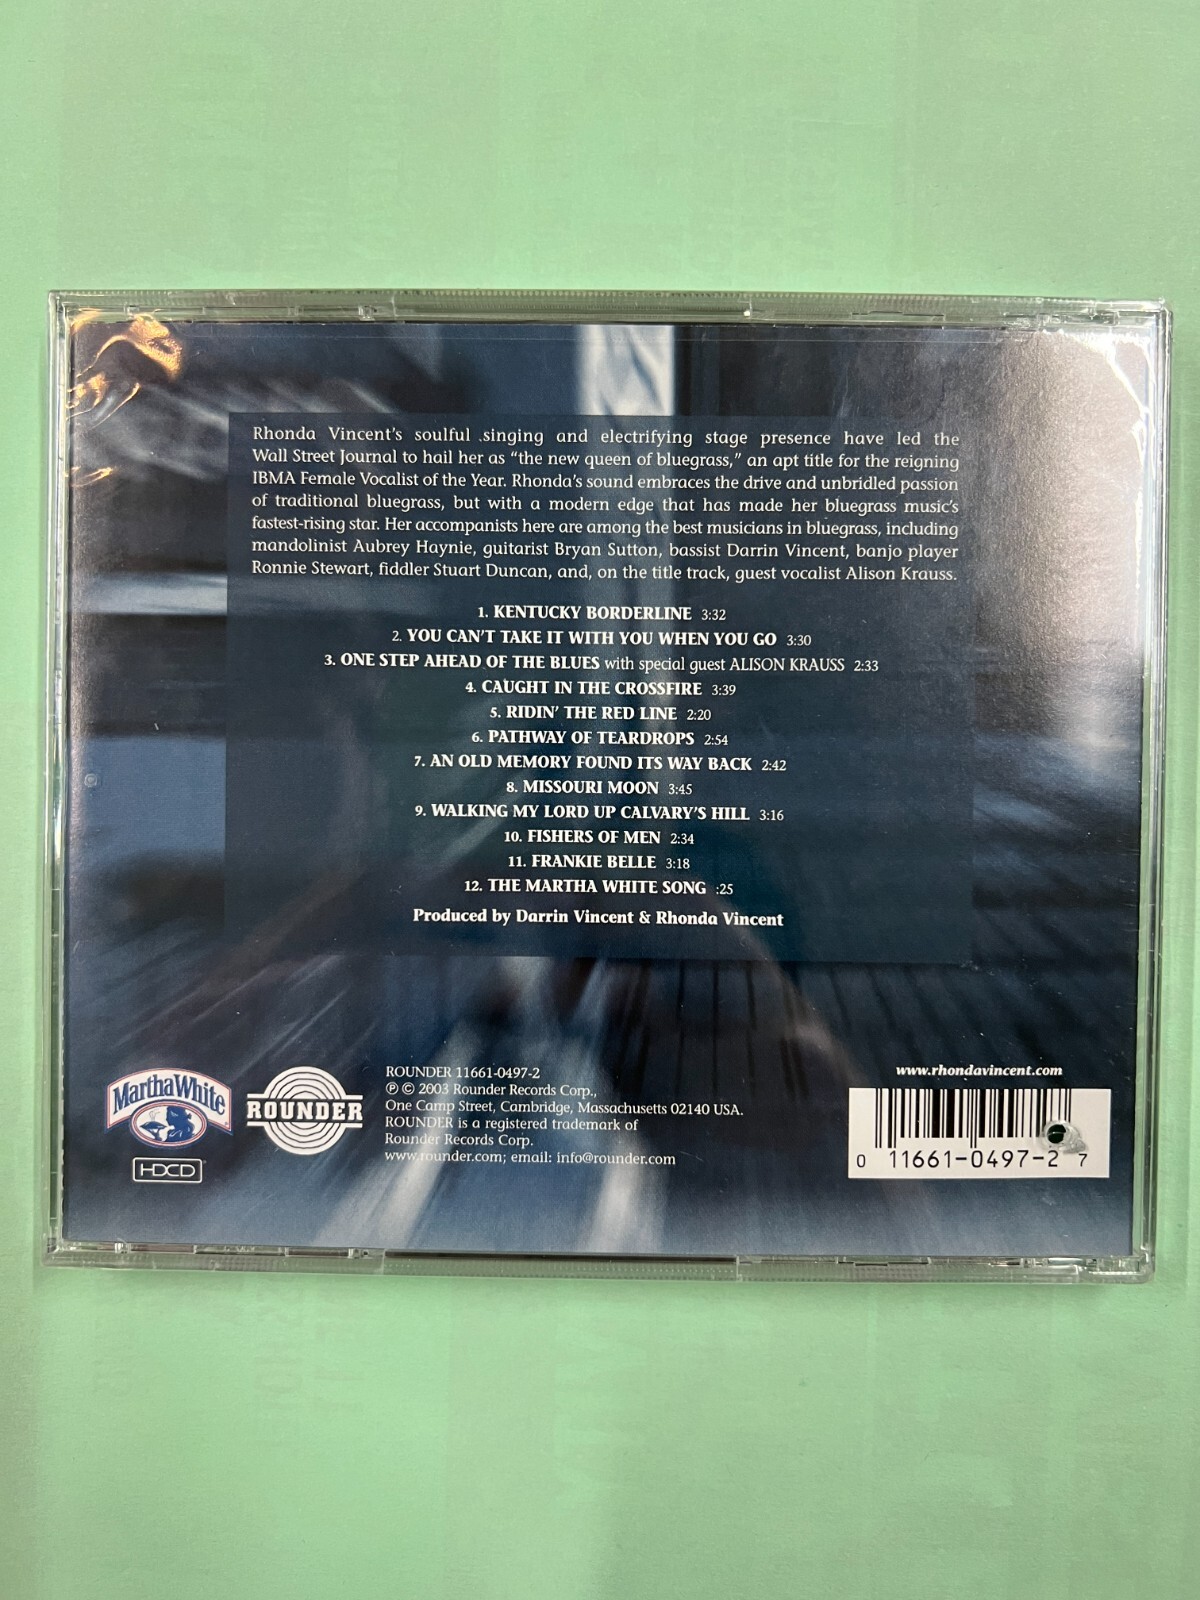 Rhonda Vincent's soulful singing and electrifying stage presence have led the
Wall Street Journal to hail her as “the new queen of bluegrass,” an apt title for the reigning
IBMA Female Vocalist of the Year. Rhonda's sound embraces the drive and unbridled passion
of traditional bluegrass, but with a modern edge that has made her bluegrass music's
fastest-rising star. Her accompanists here are among the best musicians in bluegrass, including
mandolinist Aubrey Haynie, guitarist Bryan Sutton, bassist Darrin Vincent, banjo player
Ronnie Stewart, fiddler Stuart Duncan, and, on the title track, guest vocalist Alison Krauss.
1. KENTUCKY BORDERLINE 3:32
2. YOU CAN'T TAKE IT WITH YOU WHEN YOU GO 3:30
3. ONE STEP AHEAD OF THE BLUES with special guest ALISON KRAUSS 2:33
4. CAUGHT IN THE CROSSFIRE 3:39
5. RIDIN' THE RED LINE 2:20
6. PATHWAY OF TEARDROPS 2:54
7. AN OLD MEMORY FOUND ITS WAY BACK 2:42
8. MISSOURI MOON 3:45
9. WALKING MY LORD UP CALVARY'S HILL 3:16
10. FISHERS OF MEN 2:34
11. FRANKIE BELLE 3:18
12. THE MARTHA WHITE SONG :25
Produced by Darrin Vincent & Rhonda Vincent
Martha White
HDCD
ROUNDER
ROUNDER 11661-0497-2
℗ © 2003 Rounder Records Corp.,
One Camp Street, Cambridge, Massachusetts 02140 USA.
ROUNDER is a registered trademark of
Rounder Records Corp.
www.rounder.com; email: info@rounder.com
www.rhondavincent.com
0 11661-0497-2 7